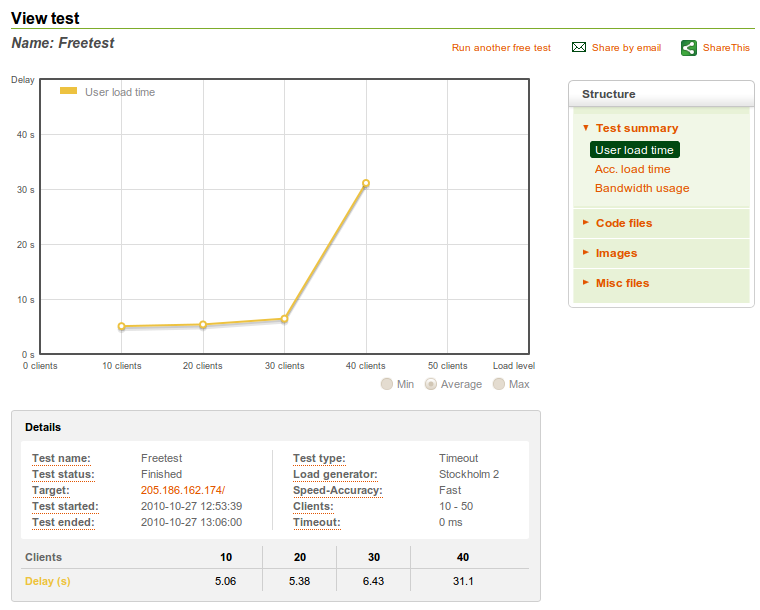 View test
Name: Freetest
Run another free test Share by email ShareThis
Delay
User load time
40 s
30 s
20 s
10 s
0 s
0 clients 10 clients 20 clients 30 clients 40 clients 50 clients Load level
Min Average Max
Structure
Test summary
User load time
Acc. load time
Bandwidth usage
Code files
Images
Misc files
Details
Test name: Freetest Test type: Timeout
Test status: Finished Load generator: Stockholm 2
Target: 205.186.162.174/ Speed-Accuracy: Fast
Test started: 2010-10-27 12:53:39 Clients: 10 - 50
Test ended: 2010-10-27 13:06:00 Timeout: 0 ms
Clients 10 20 30 40
Delay (s) 5.06 5.38 6.43 31.1